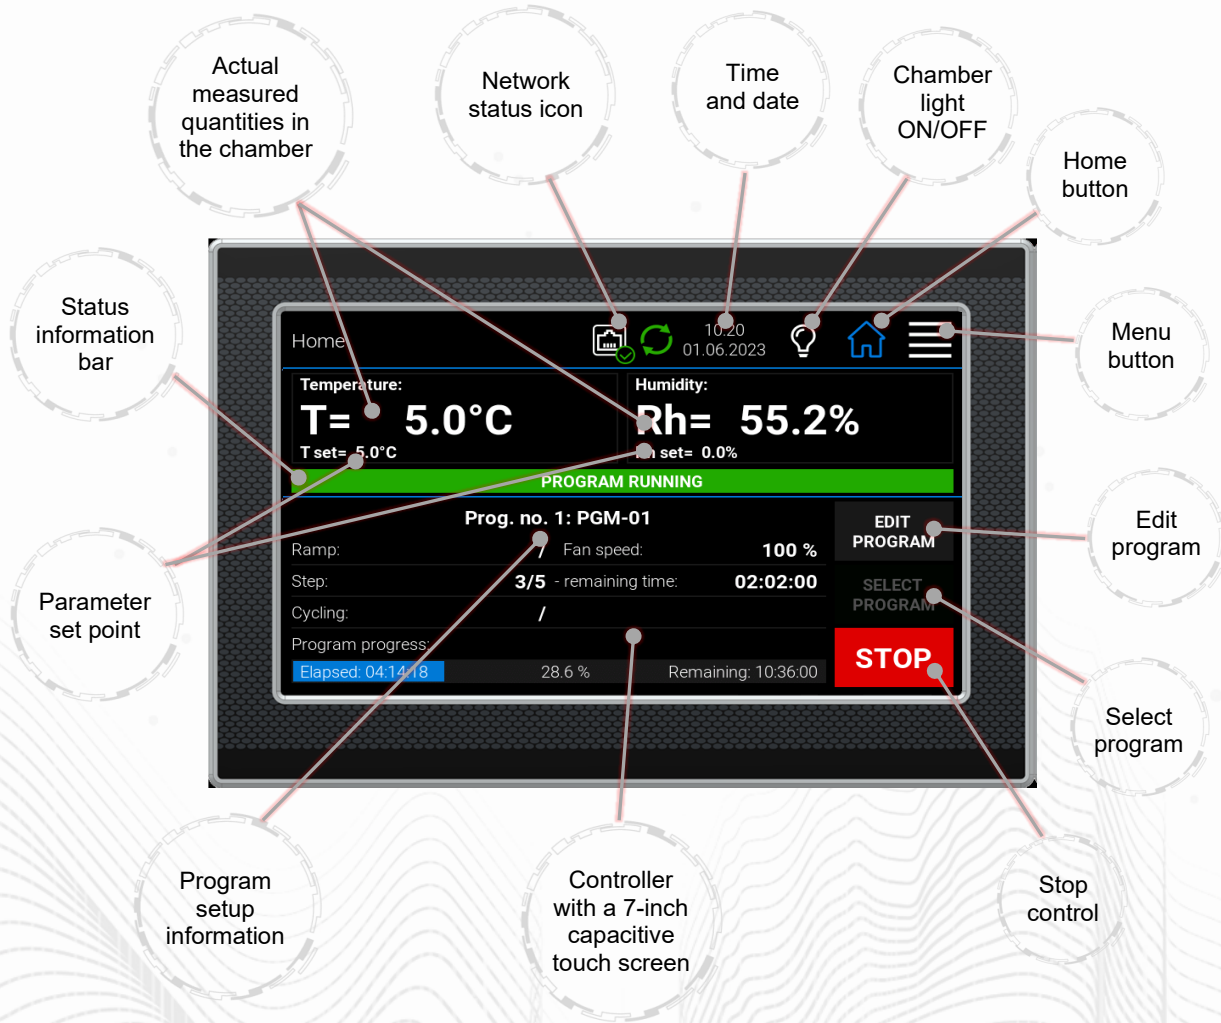 Actual
measured
quantities in
the chamber
Network
status icon
Time
and date
Chamber
light
ON/OFF
Home
button
Status
information
bar
Menu
button
Home
10:20
01.06.2023
Temperature:
T= 5.0°C
T set= 5.0°C
Humidity:
Rh= 55.2%
Rh set= 0.0%
PROGRAM RUNNING
Prog. no. 1: PGM-01
Ramp: / Fan speed: 100 %
Step: 3/5 - remaining time: 02:02:00
Cycling: /
Program progress:
Elapsed: 04:14:18 28.6 % Remaining: 10:36:00
EDIT
PROGRAM
SELECT
PROGRAM
STOP
Edit
program
Parameter
set point
Select
program
Program
setup
information
Controller
with a 7-inch
capacitive
touch screen
Stop
control